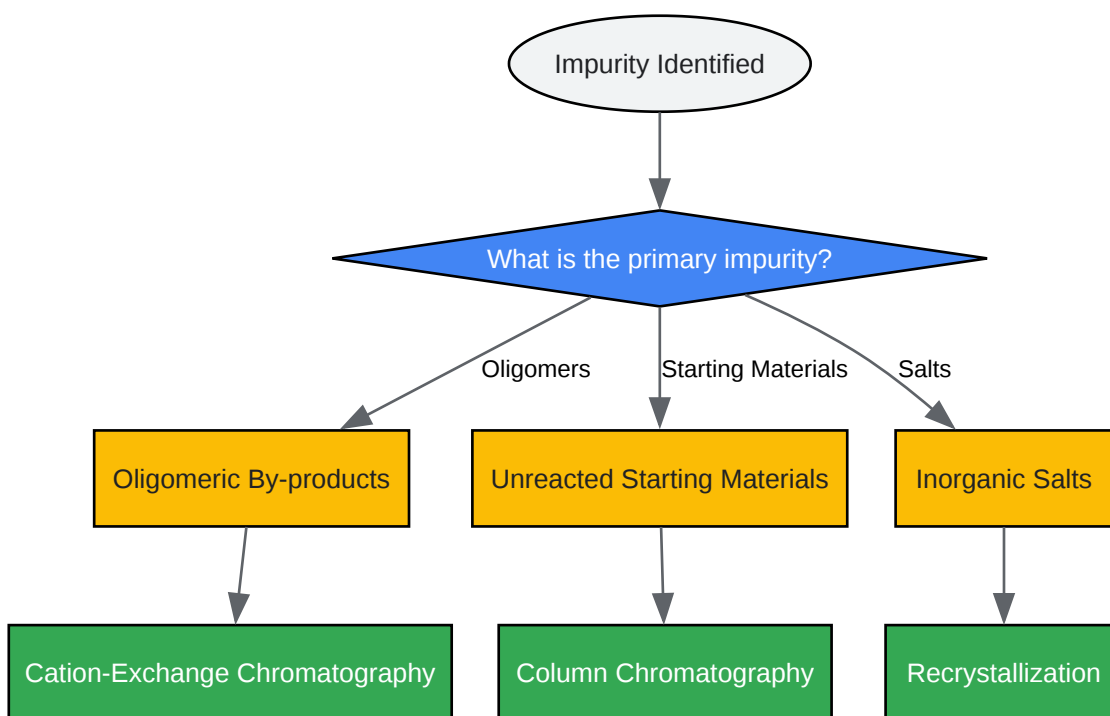 Impurity Identified
What is the primary impurity?
Oligomers
Starting Materials
Salts
Oligomeric By-products
Unreacted Starting Materials
Inorganic Salts
Cation-Exchange Chromatography
Column Chromatography
Recrystallization